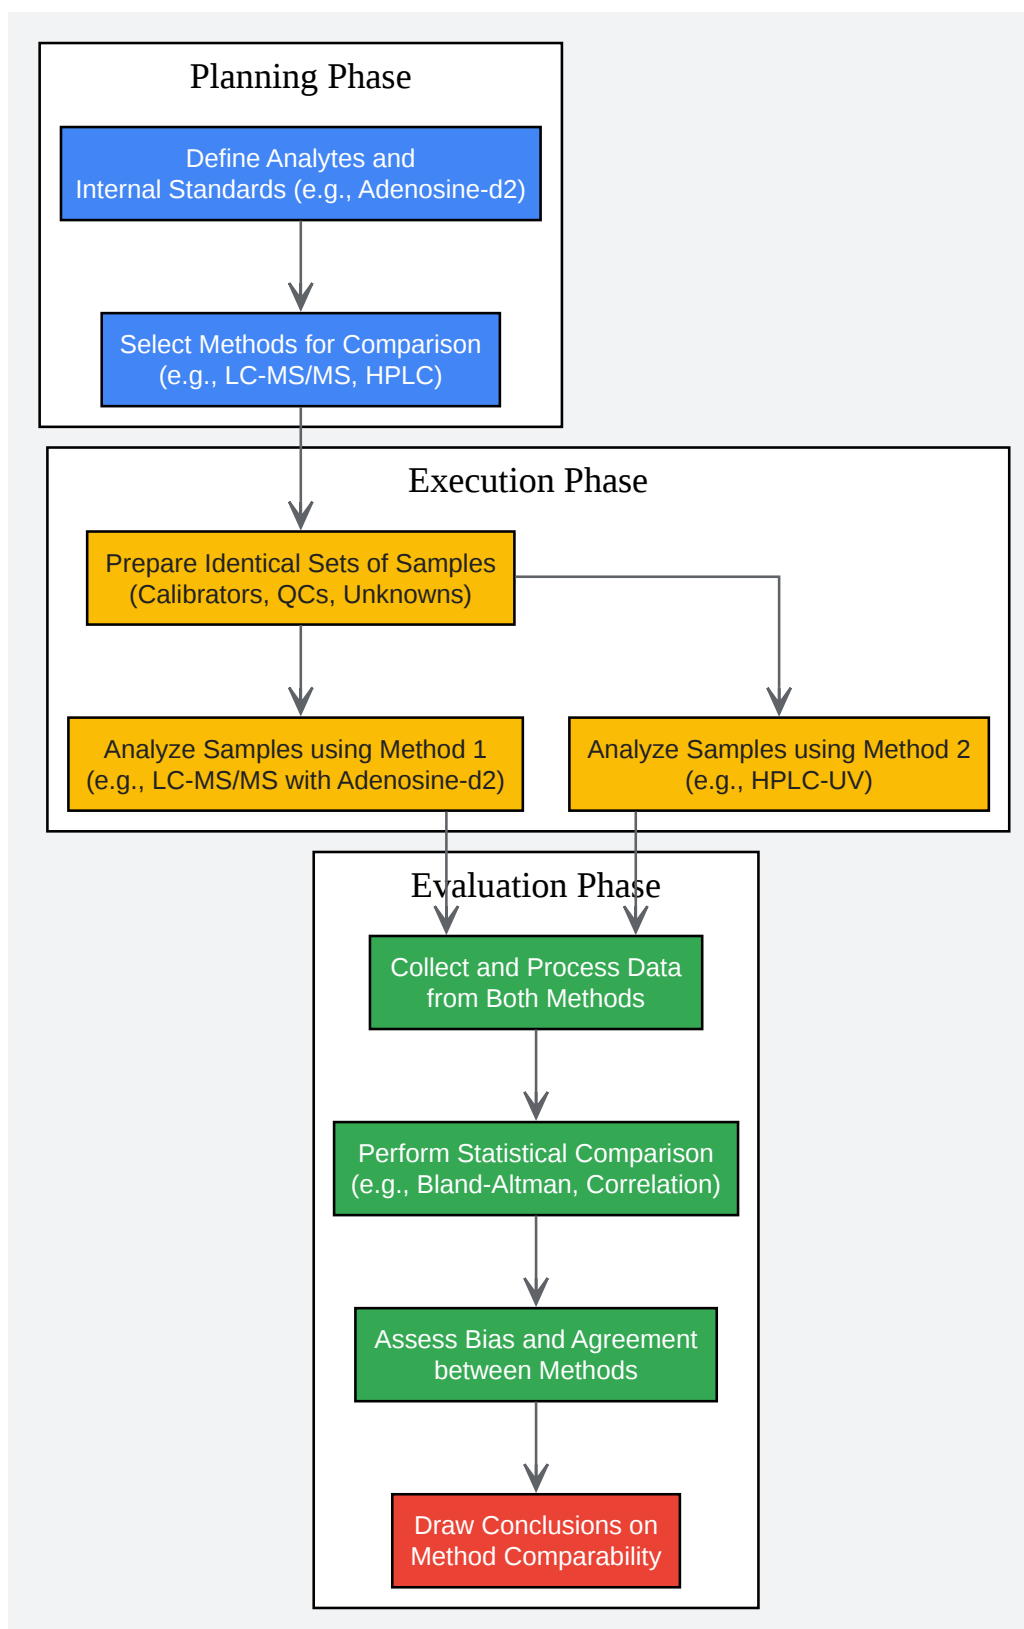 Planning Phase
Define Analytes and
Internal Standards (e.g., Adenosine-d2)
Select Methods for Comparison
(e.g., LC-MS/MS, HPLC)
Execution Phase
Prepare Identical Sets of Samples
(Calibrators, QCs, Unknowns)
Analyze Samples using Method 1
(e.g., LC-MS/MS with Adenosine-d2)
Analyze Samples using Method 2
(e.g., HPLC-UV)
Evaluation Phase
Collect and Process Data
from Both Methods
Perform Statistical Comparison
(e.g., Bland-Altman, Correlation)
Assess Bias and Agreement
between Methods
Draw Conclusions on
Method Comparability